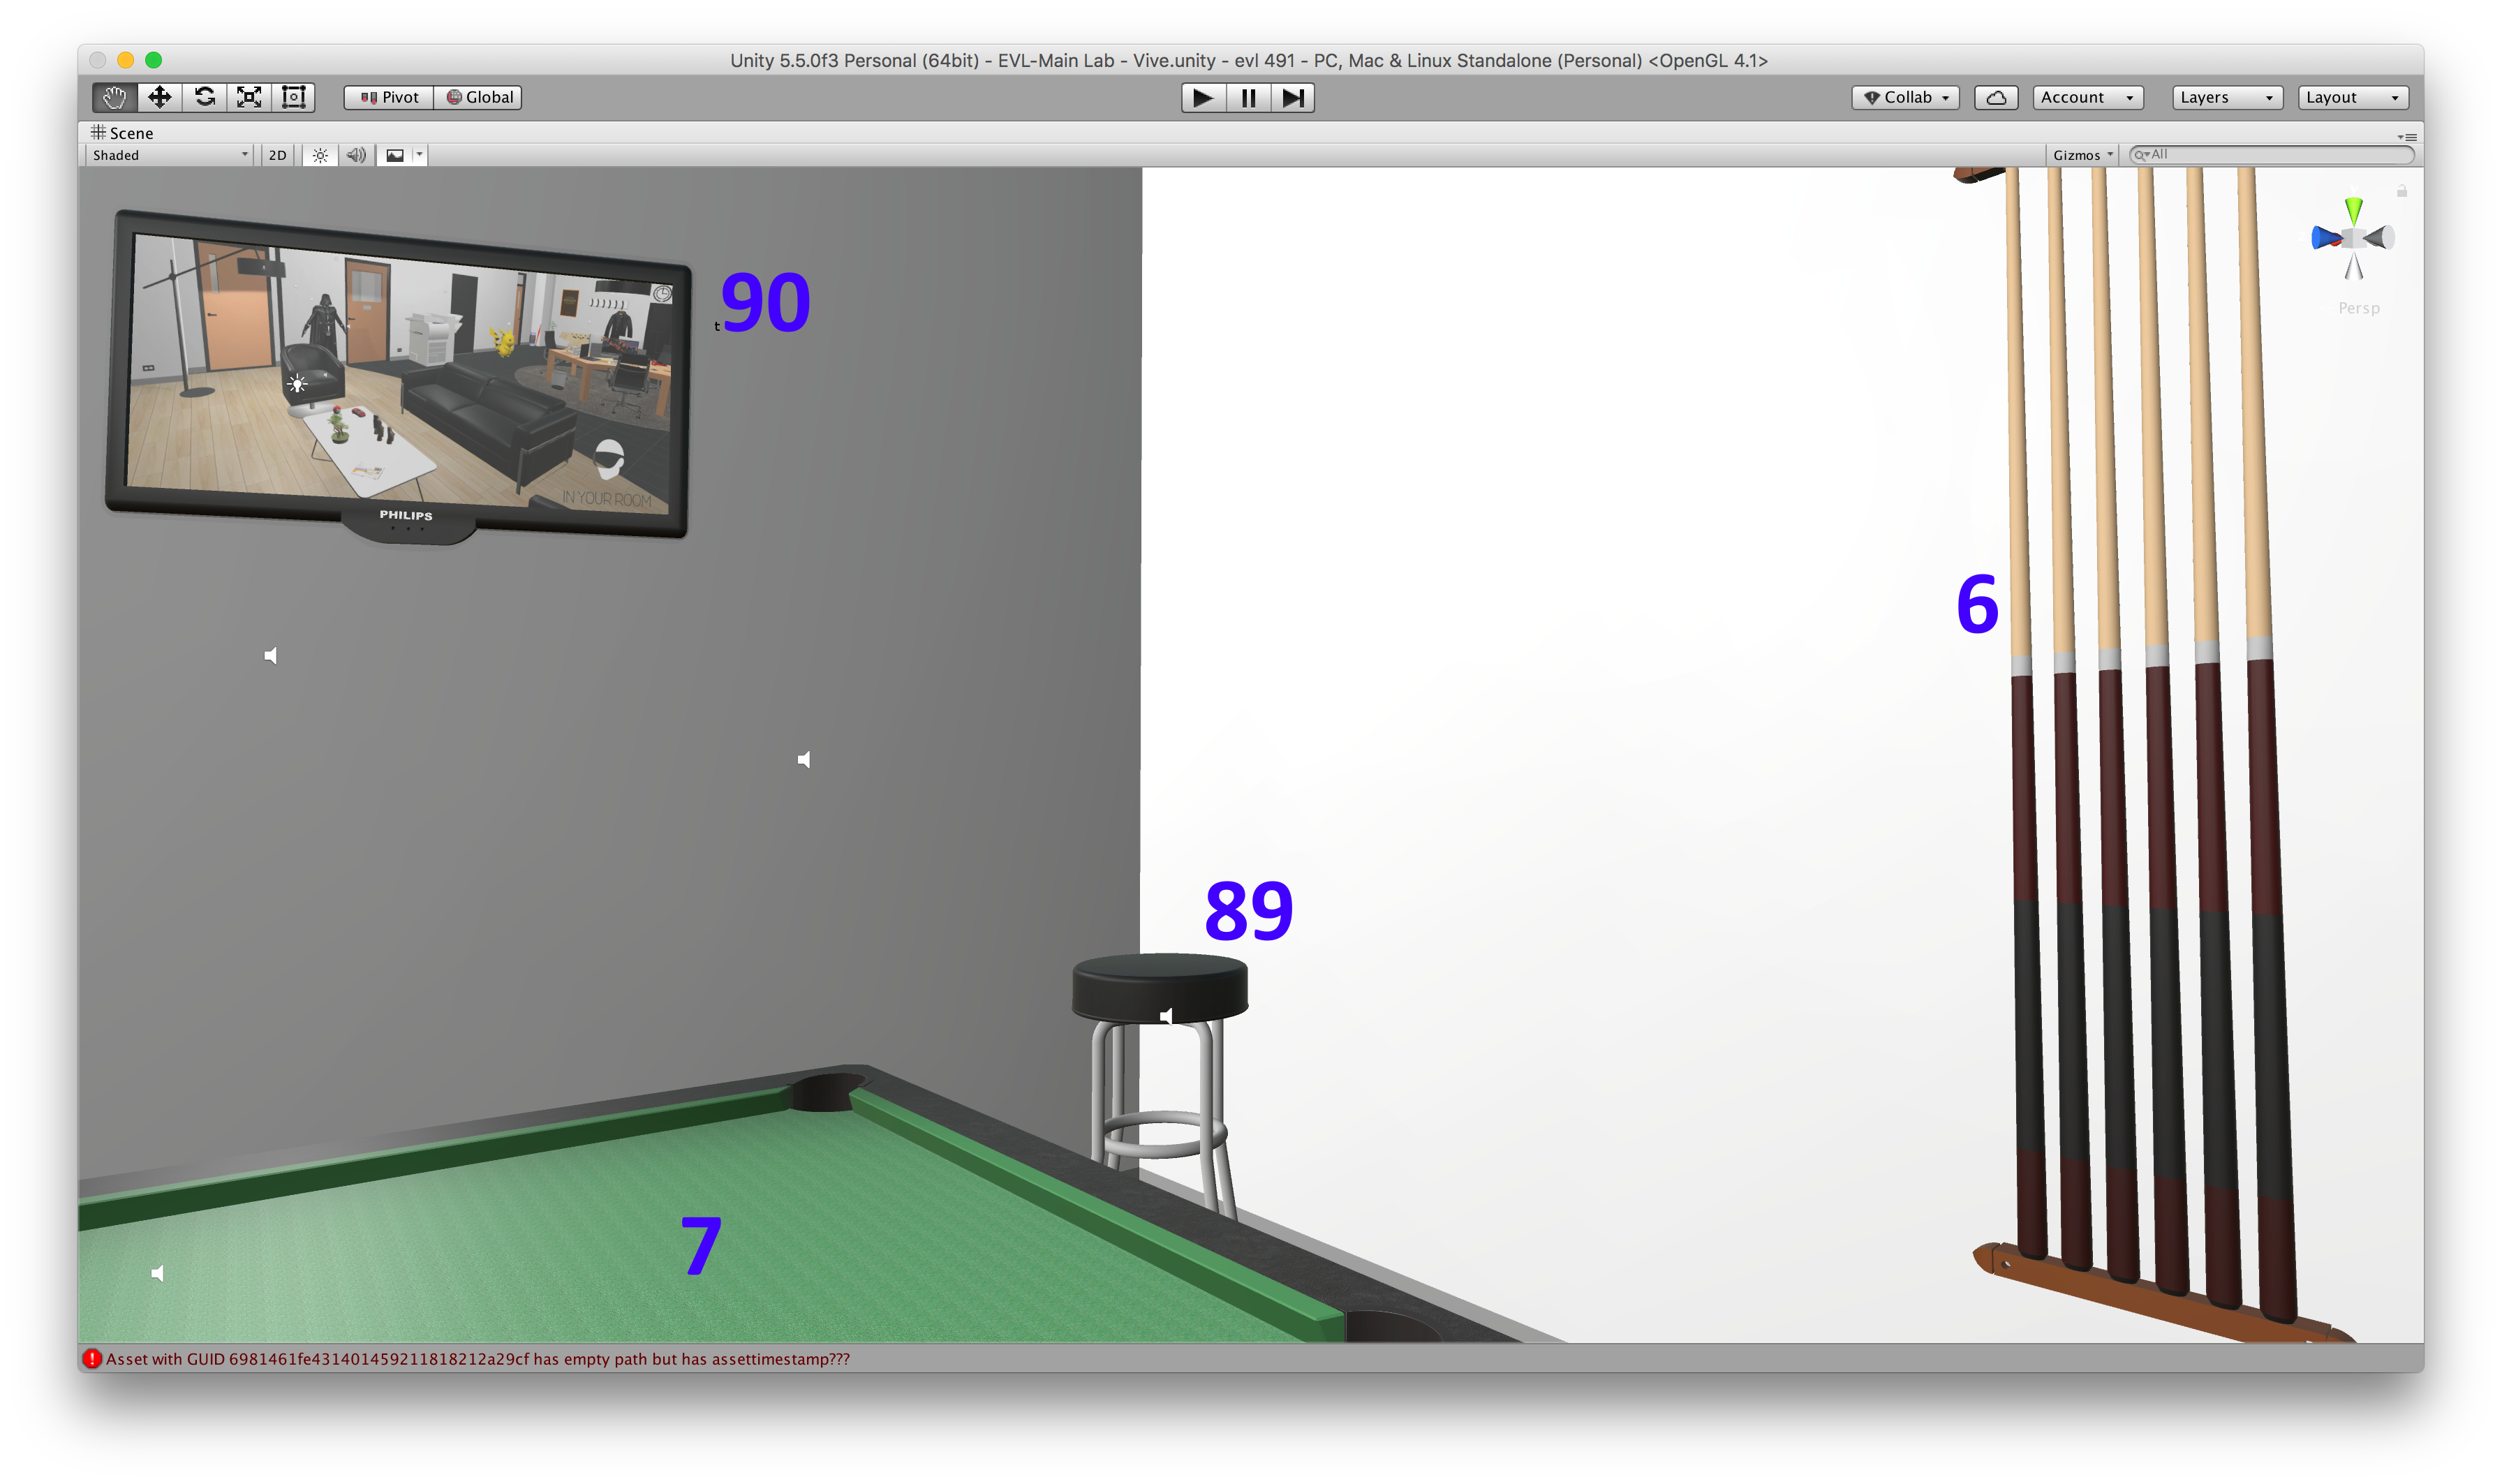 Unity 5.5.0f3 Personal (64bit) - EVL-Main Lab - Vive.unity - evl 491 - PC, Mac & Linux Standalone (Personal) <OpenGL 4.1>
Pivot Global Collab Account Layers Layout
Scene
Shaded 2D Gizmos All
Persp
t90
IN YOUR ROOM
PHILIPS
6
89
7
Asset with GUID 6981461fe431401459211818212a29cf has empty path but has assettimestamp???